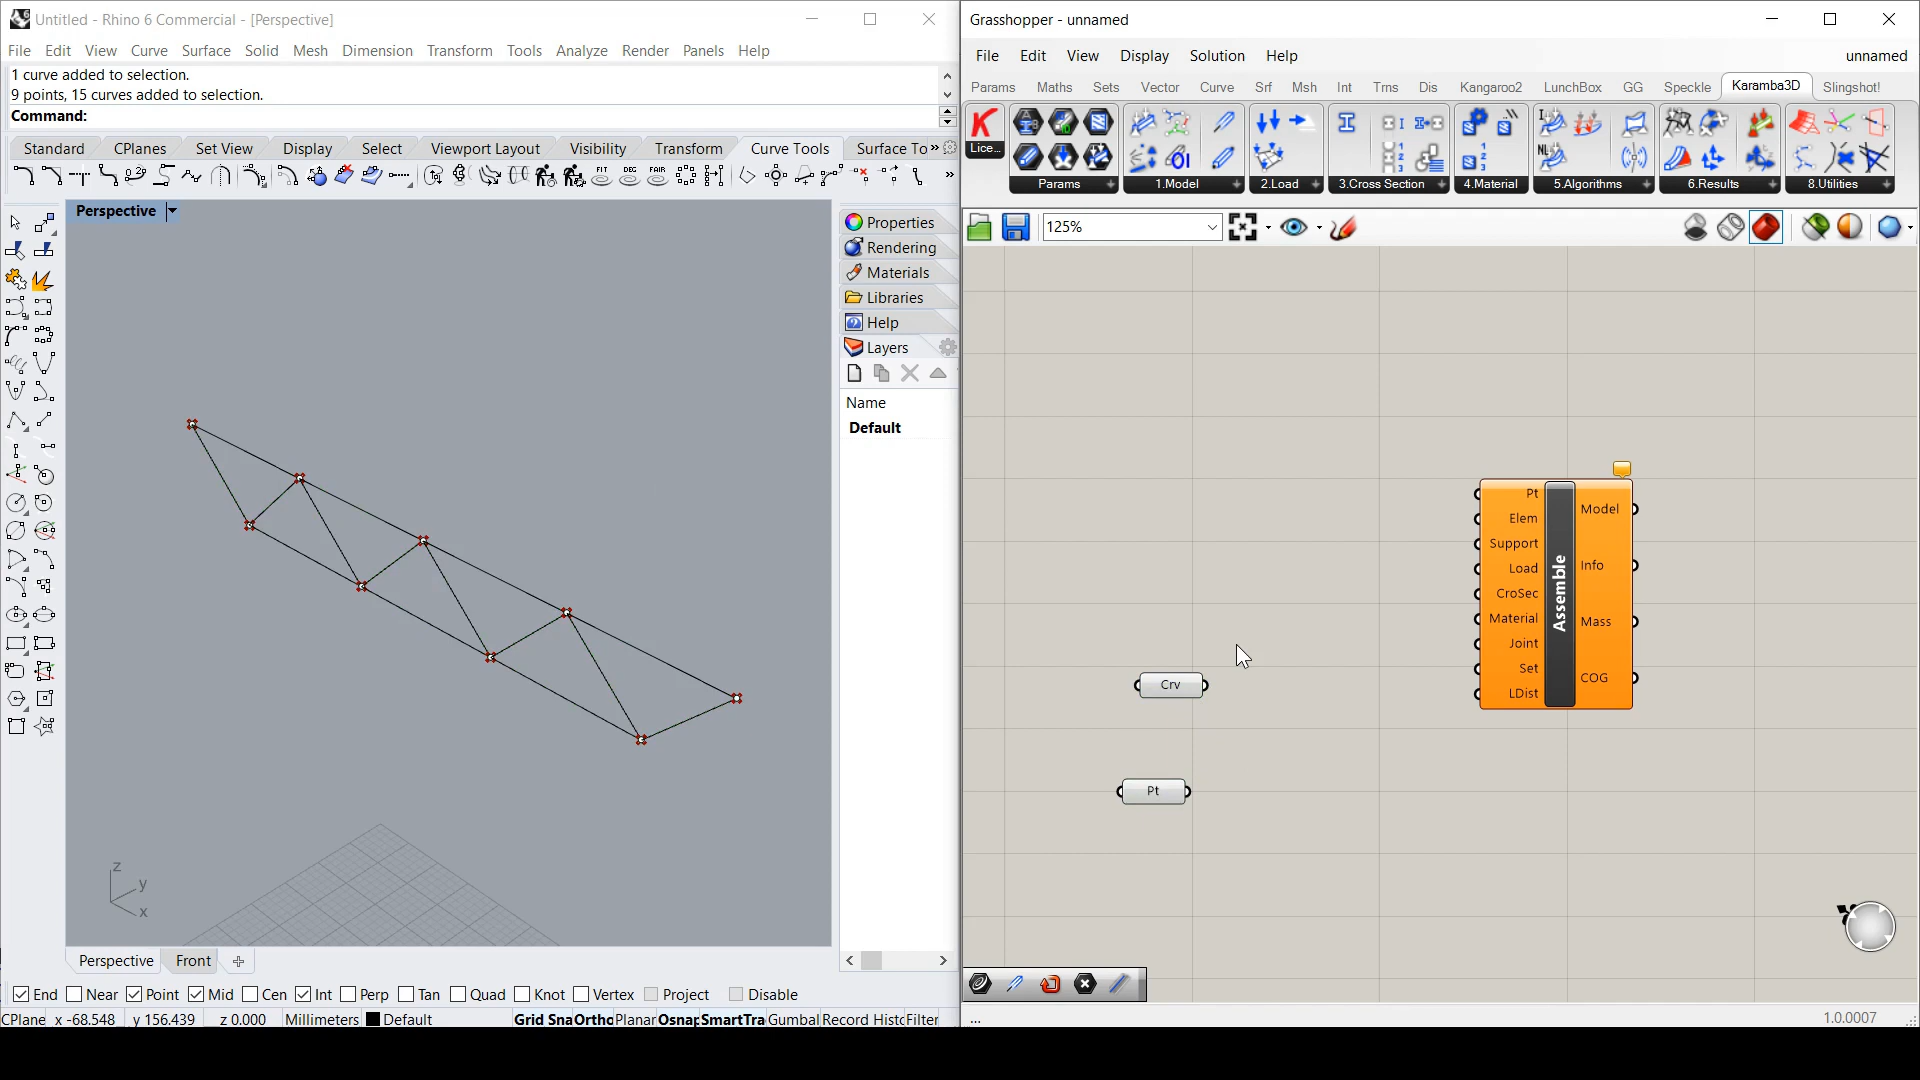 Untitled - Rhino 6 Commercial - [Perspective]
File Edit View Curve Surface Solid Mesh Dimension Transform Tools Analyze Render Panels Help
1 curve added to selection.
9 points, 15 curves added to selection.
Command:
Standard CPlanes Set View Display Select Viewport Layout Visibility Transform Curve Tools Surface To »
FIT DEG FAIR »
Perspective
Properties
Rendering
Materials
Libraries
Help
Layers
Name
Default
z
y
x
Perspective Front
End Near Point Mid Cen Int Perp Tan Quad Knot Vertex Project Disable
CPlane x -68.548 y 156.439 z 0.000 Millimeters Default Grid Sna Ortho Planar Osnap SmartTra Gumbal Record Histo Filter
Grasshopper - unnamed
File Edit View Display Solution Help unnamed
Params Maths Sets Vector Curve Srf Msh Int Trns Dis Kangaroo2 LunchBox GG Speckle Karamba3D Slingshot!
Lice...
Params 1.Model 2.Load 3.Cross Section 4.Material 5.Algorithms 6.Results 8.Utilities
125%
Pt
Elem
Support
Load
CroSec
Material
Joint
Set
LDist
Assemble
Model
Info
Mass
COG
Crv
Pt
...
1.0.0007